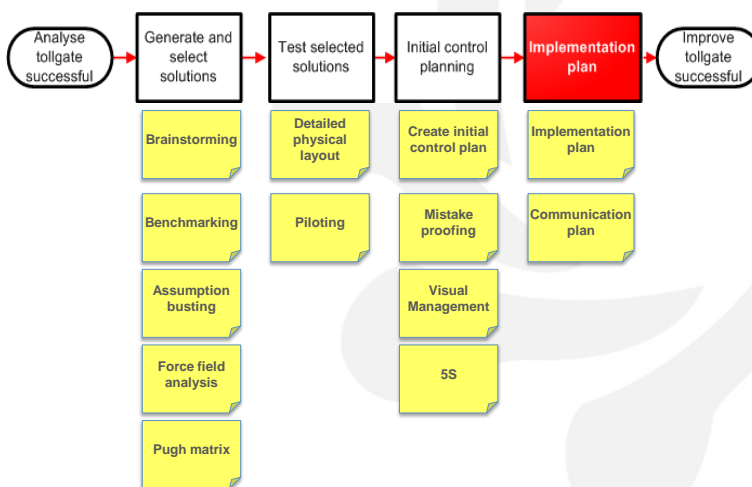 Analyse
tollgate
successful
Generate and
select
solutions
Test selected
solutions
Initial control
planning
Implementation
plan
Improve
tollgate
successful
Brainstorming
Benchmarking
Assumption
busting
Force field
analysis
Pugh matrix
Detailed
physical
layout
Piloting
Create initial
control plan
Mistake
proofing
Visual
Management
5S
Implementation
plan
Communication
plan